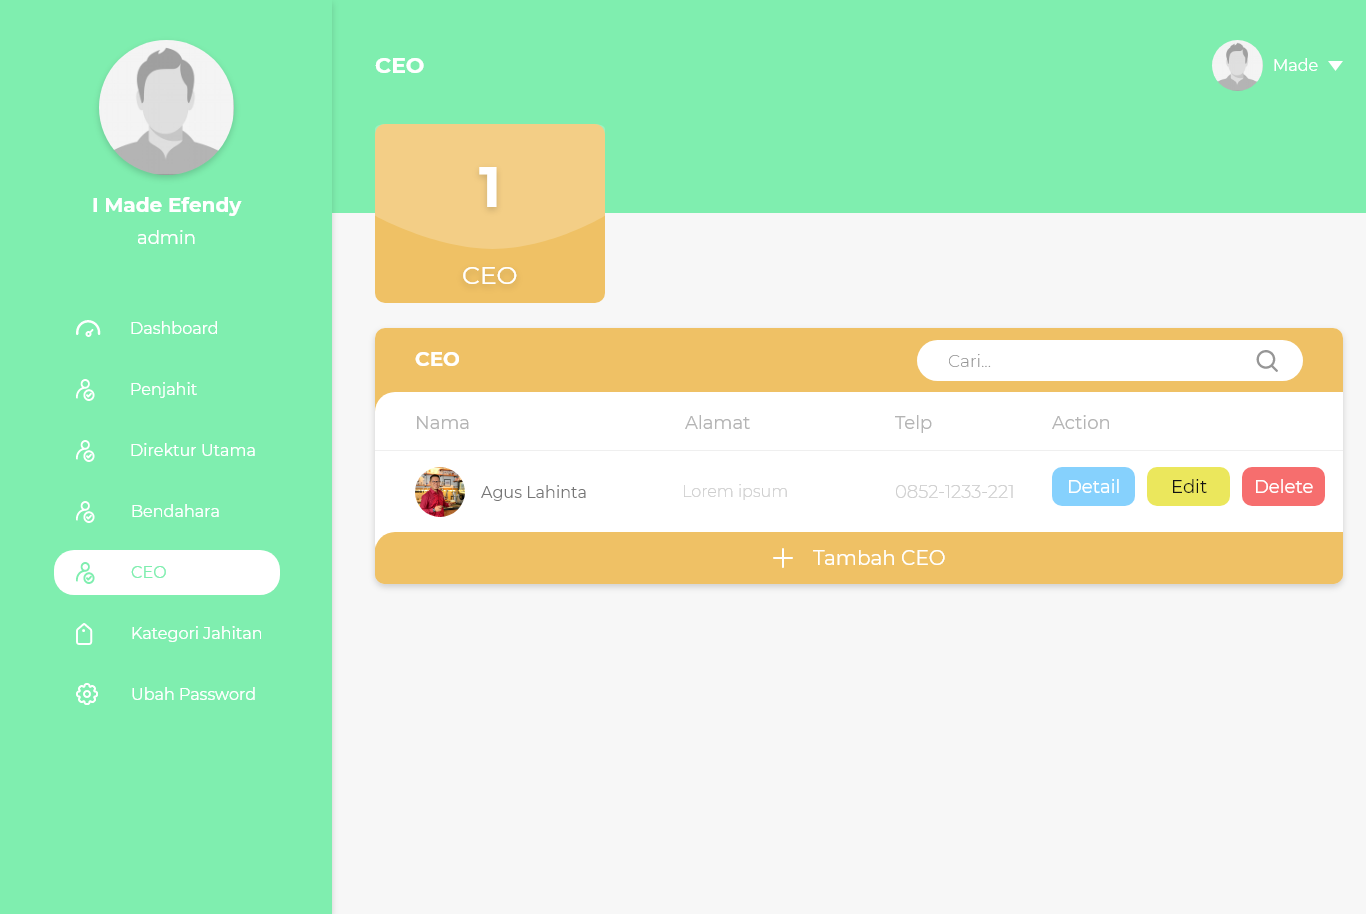 I Made Efendy
admin
Dashboard
Penjahit
Direktur Utama
Bendahara
CEO
Kategori Jahitan
Ubah Password
CEO
Made
1
CEO
CEO
Cari...
Nama Alamat Telp Action
Agus Lahinta Lorem ipsum 0852-1233-221 Detail Edit Delete
Tambah CEO